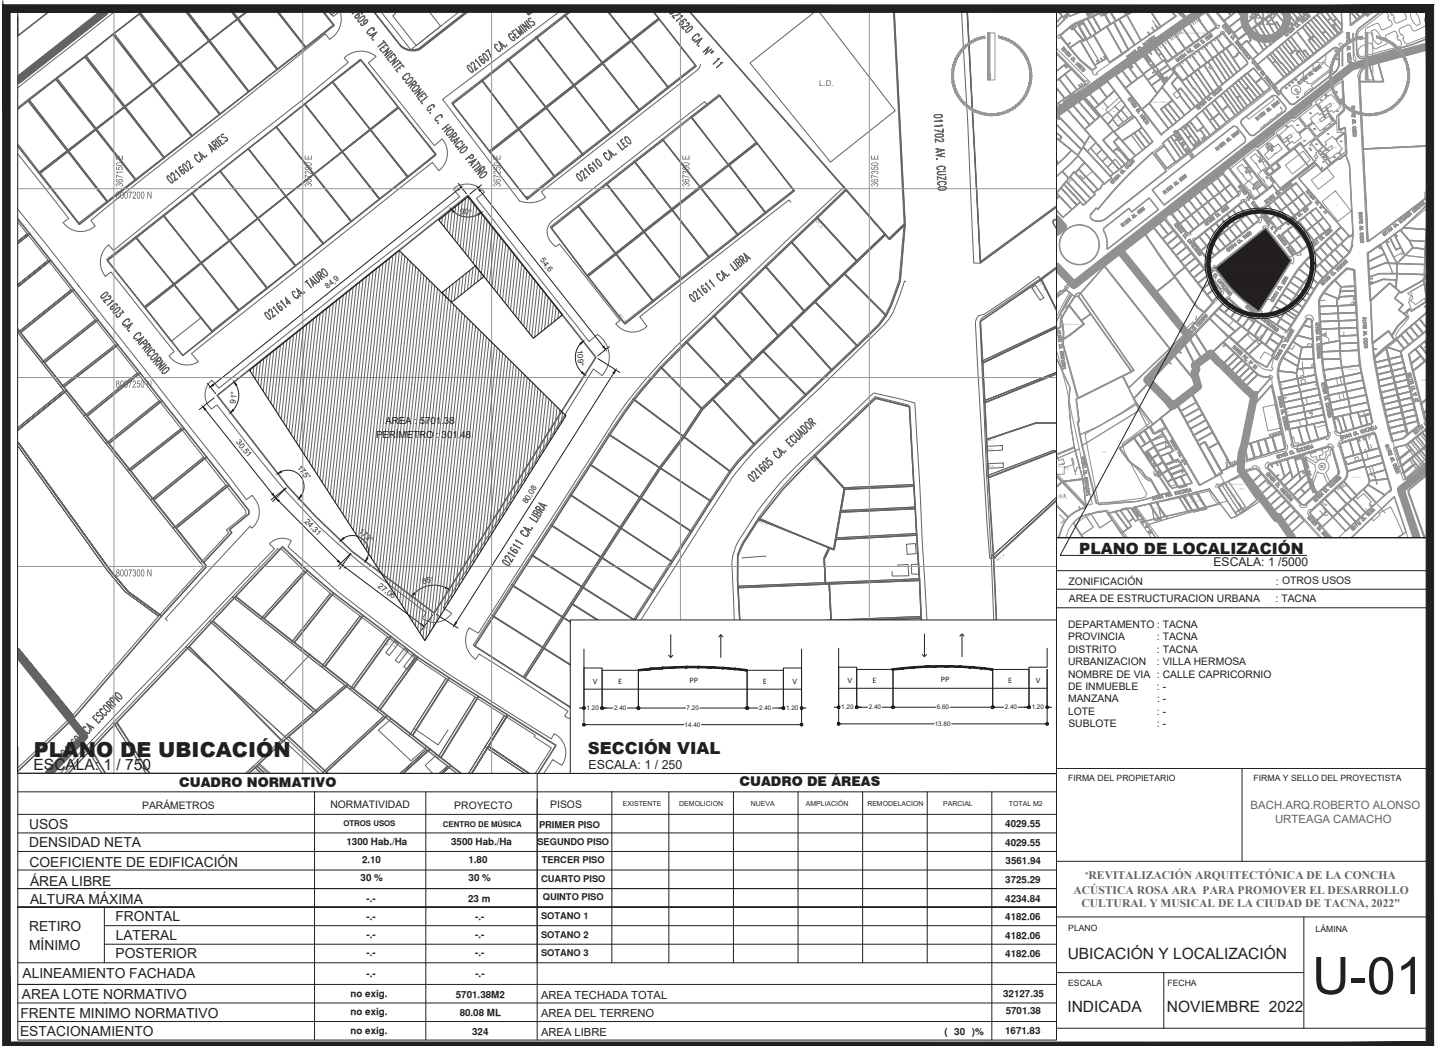 021609 CA. TENIENTE CORONEL G. C. HORACIO PATIÑO
021607 CA. GEMINIS
021620 CA. Nº 11
L.D.
011702 AV. CUZCO
021602 CA. ARIES
021610 CA. LEO
367150 E
367250 E
367350 E
8007200 N
90°
021614 CA. TAURO
84.9
54.6
021611 CA. LIBRA
021603 CA. CAPRICORNIO
109°
8007250 N
91°
AREA : 5701.38
PERÍMETRO : 301.48
30.51
175°
021605 CA. ECUADOR
80.08
24.31
021611 CA. LIBRA
8007300 N
27.06
85°
CA ESCORPIO
PLANO DE UBICACIÓN
ESCALA: 1 / 750
V E PP E V
1.20 2.40 7.20 2.40 1.20
14.40
V E PP E V
1.20 2.40 6.60 2.40 1.20
13.80
SECCIÓN VIAL
ESCALA: 1 / 250
PLANO DE LOCALIZACIÓN
ESCALA: 1 /5000
ZONIFICACIÓN : OTROS USOS
AREA DE ESTRUCTURACION URBANA : TACNA
DEPARTAMENTO : TACNA
PROVINCIA : TACNA
DISTRITO : TACNA
URBANIZACION : VILLA HERMOSA
NOMBRE DE VIA : CALLE CAPRICORNIO
DE INMUEBLE : -
MANZANA : -
LOTE : -
SUBLOTE : -
FIRMA DEL PROPIETARIO
FIRMA Y SELLO DEL PROYECTISTA
BACH.ARQ.ROBERTO ALONSO
URTEAGA CAMACHO
"REVITALIZACIÓN ARQUITECTÓNICA DE LA CONCHA
ACÚSTICA ROSA ARA PARA PROMOVER EL DESARROLLO
CULTURAL Y MUSICAL DE LA CIUDAD DE TACNA, 2022"
PLANO
UBICACIÓN Y LOCALIZACIÓN
LÁMINA
U-01
ESCALA
INDICADA
FECHA
NOVIEMBRE 2022
CUADRO NORMATIVO
PARÁMETROS NORMATIVIDAD PROYECTO
USOS OTROS USOS CENTRO DE MÚSICA
DENSIDAD NETA 1300 Hab./Ha 3500 Hab./Ha
COEFICIENTE DE EDIFICACIÓN 2.10 1.80
ÁREA LIBRE 30 % 30 %
ALTURA MÁXIMA -.- 23 m
RETIRO
MÍNIMO
FRONTAL -.- -.-
LATERAL -.- -.-
POSTERIOR -.- -.-
ALINEAMIENTO FACHADA -.- -.-
AREA LOTE NORMATIVO no exig. 5701.38M2
FRENTE MINIMO NORMATIVO no exig. 80.08 ML
ESTACIONAMIENTO no exig. 324
CUADRO DE ÁREAS
PISOS EXISTENTE DEMOLICION NUEVA AMPLIACIÓN REMODELACION PARCIAL TOTAL M2
PRIMER PISO 4029.55
SEGUNDO PISO 4029.55
TERCER PISO 3561.94
CUARTO PISO 3725.29
QUINTO PISO 4234.84
SOTANO 1 4182.06
SOTANO 2 4182.06
SOTANO 3 4182.06
AREA TECHADA TOTAL 32127.35
AREA DEL TERRENO 5701.38
AREA LIBRE ( 30 )% 1671.83